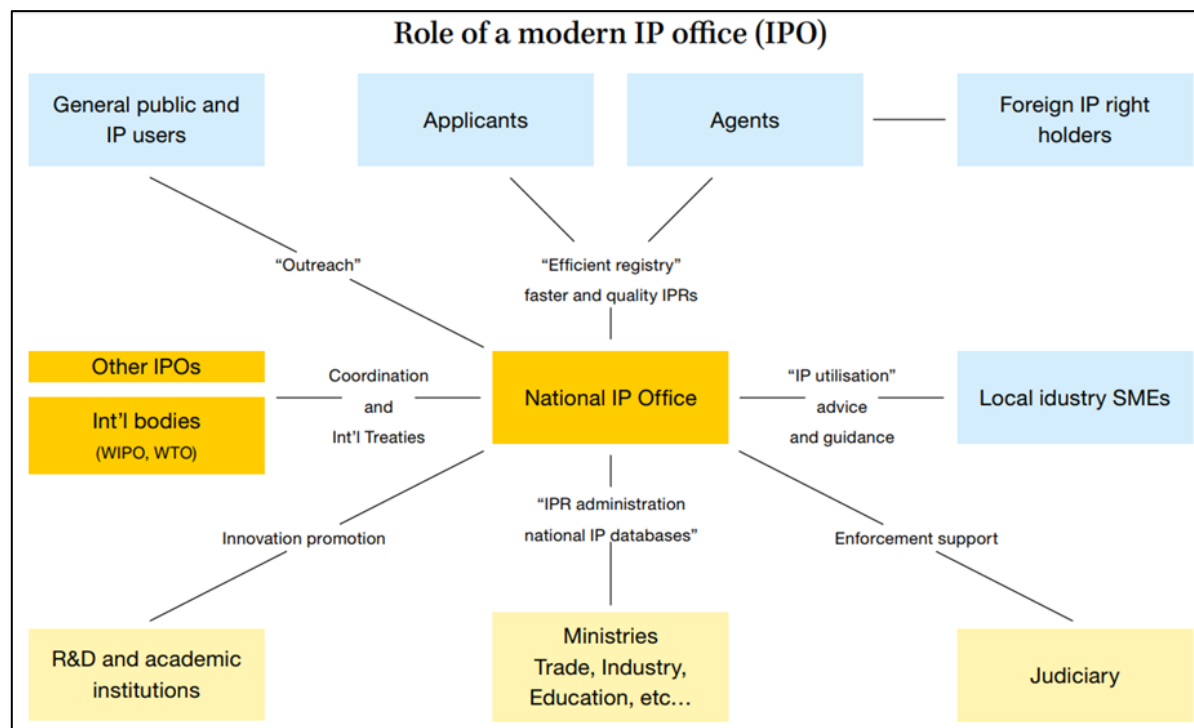 Role of a modern IP office (IPO)
General public and
IP users
Applicants
Agents
Foreign IP right
holders
“Outreach”
“Efficient registry”
faster and quality IPRs
Other IPOs
Int'l bodies
(WIPO, WTO)
Coordination
and
Int'l Treaties
National IP Office
“IP utilisation”
advice
and guidance
Local idustry SMEs
Innovation promotion
“IPR administration
national IP databases”
Enforcement support
R&D and academic
institutions
Ministries
Trade, Industry,
Education, etc…
Judiciary